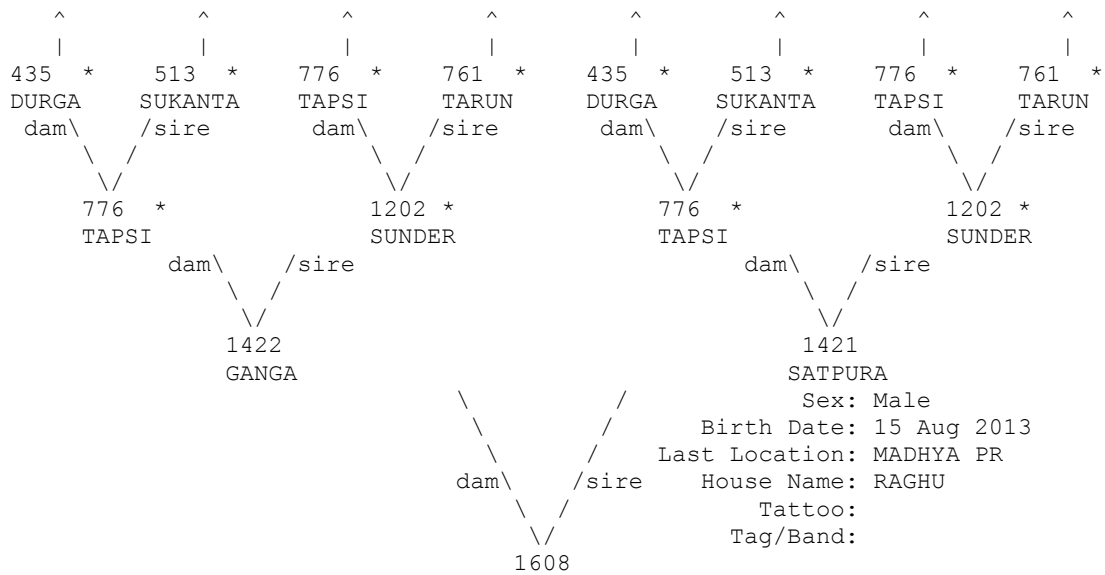 ^ ^ ^ ^ ^ ^ ^ ^
| | | | | | | |
435 * 513 * 776 * 761 * 435 * 513 * 776 * 761 *
DURGA SUKANTA TAPSI TARUN DURGA SUKANTA TAPSI TARUN
dam\ /sire dam\ /sire dam\ /sire dam\ /sire
\ / \ / \ / \ /
\/ \/ \/ \/
776 * 1202 * 776 * 1202 *
TAPSI SUNDER TAPSI SUNDER
dam\ /sire dam\ /sire
\ / \ /
\/ \/
1422 1421
GANGA SATPURA
\ / Sex: Male
\ / Birth Date: 15 Aug 2013
\ / Last Location: MADHYA PR
dam\ /sire House Name: RAGHU
\ / Tattoo:
\/ Tag/Band:
1608